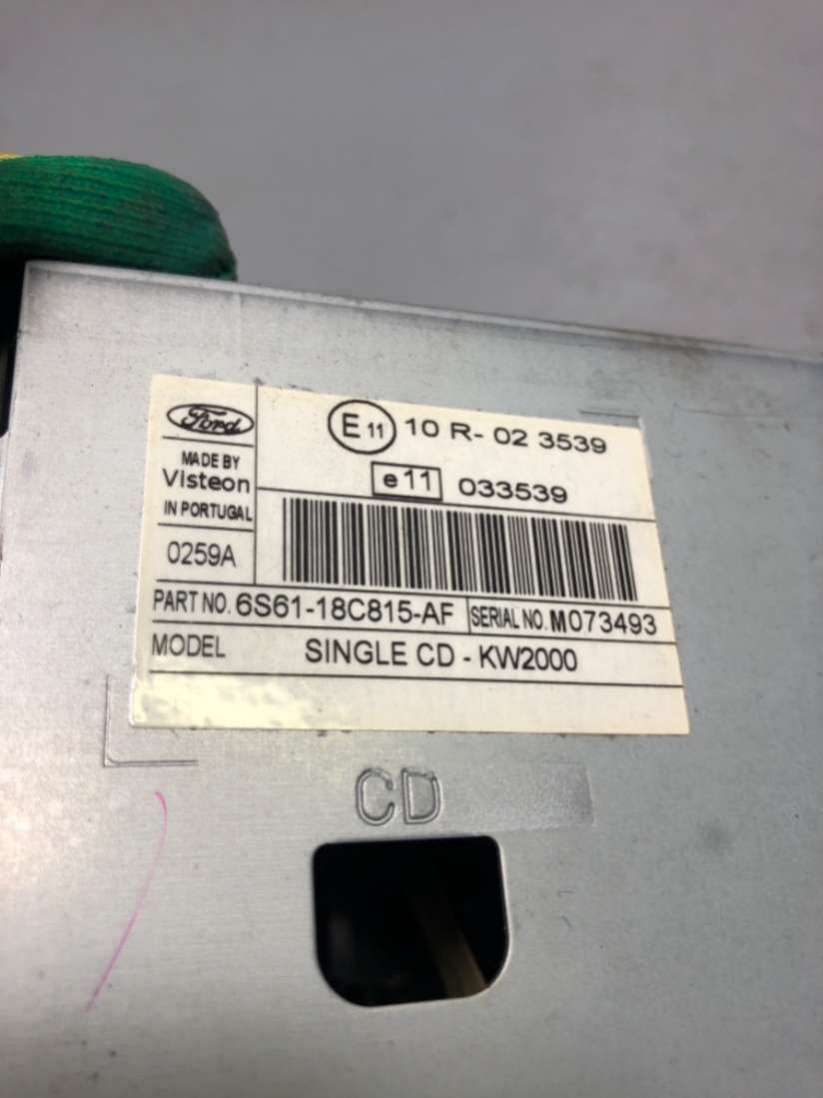 Ford
MADE BY
Visteon
IN PORTUGAL
0259A
E 11 10 R- 02 3539
e11 033539
PART NO. 6S61-18C815-AF SERIAL NO. M073493
MODEL SINGLE CD - KW2000
CD